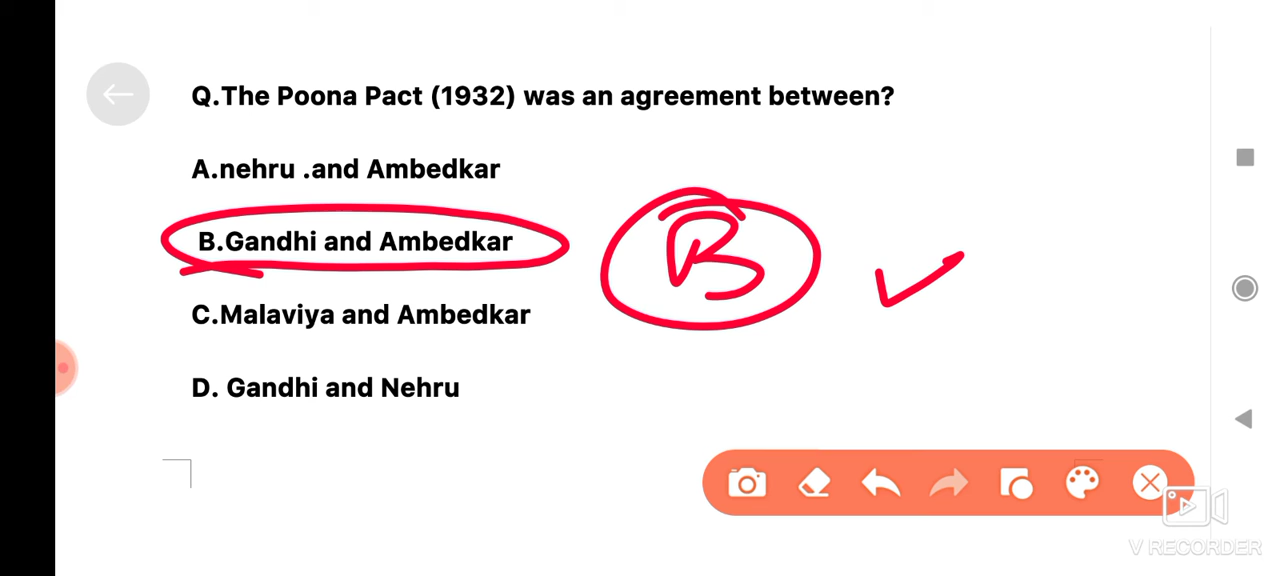 Q.The Poona Pact (1932) was an agreement between?
A.nehru .and Ambedkar
B.Gandhi and Ambedkar
B
C.Malaviya and Ambedkar
D. Gandhi and Nehru
V RECORDER